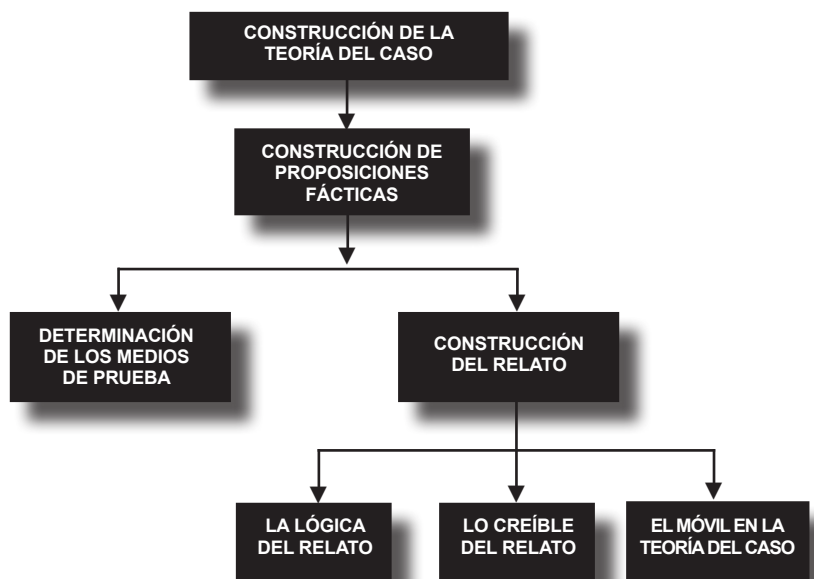 CONSTRUCCIÓN DE LA
TEORÍA DEL CASO
CONSTRUCCIÓN DE
PROPOSICIONES
FÁCTICAS
DETERMINACIÓN
DE LOS MEDIOS
DE PRUEBA
CONSTRUCCIÓN
DEL RELATO
LA LÓGICA
DEL RELATO
LO CREÍBLE
DEL RELATO
EL MÓVIL EN LA
TEORÍA DEL CASO